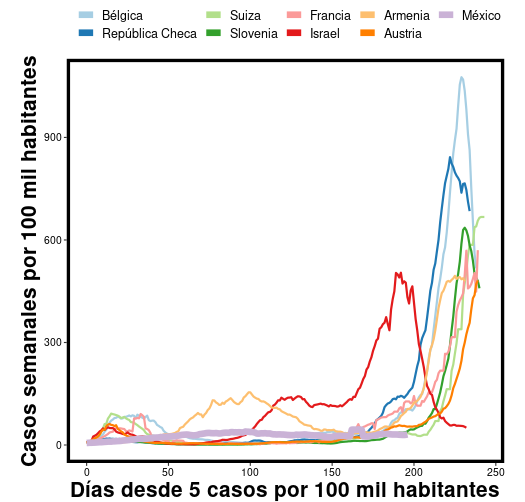 Bélgica Suiza Francia Armenia México
República Checa Slovenia Israel Austria
Casos semanales por 100 mil habitantes
900
600
300
0
0 50 100 150 200 250
Días desde 5 casos por 100 mil habitantes